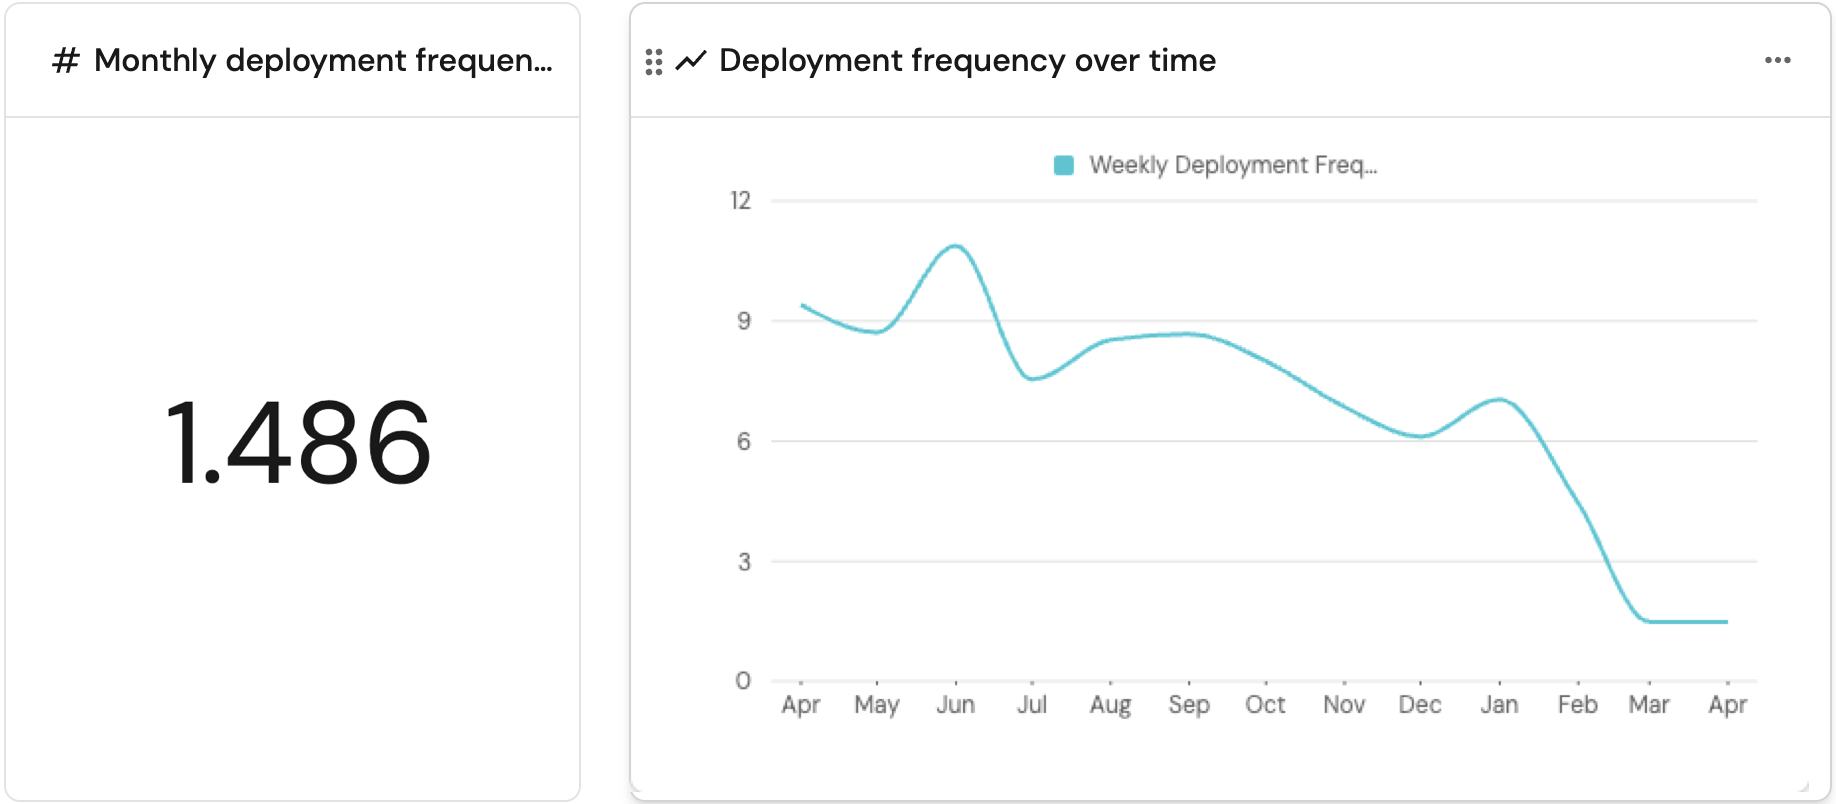 # Monthly deployment frequen...
1.486
Deployment frequency over time
Weekly Deployment Freq...
12
9
6
3
0
Apr May Jun Jul Aug Sep Oct Nov Dec Jan Feb Mar Apr